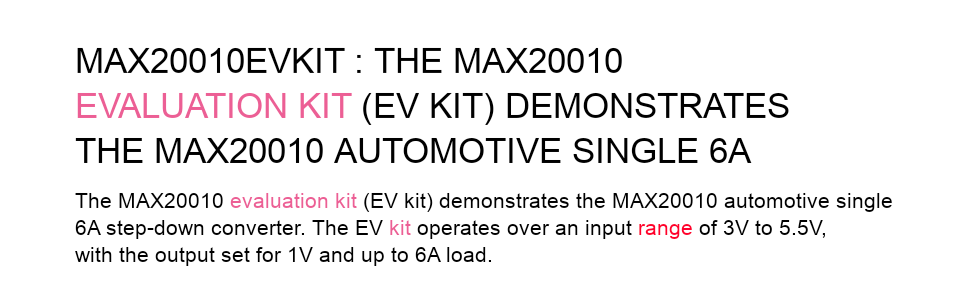 MAX20010EVKIT : THE MAX20010
EVALUATION KIT (EV KIT) DEMONSTRATES
THE MAX20010 AUTOMOTIVE SINGLE 6A
The MAX20010 evaluation kit (EV kit) demonstrates the MAX20010 automotive single
6A step-down converter. The EV kit operates over an input range of 3V to 5.5V,
with the output set for 1V and up to 6A load.